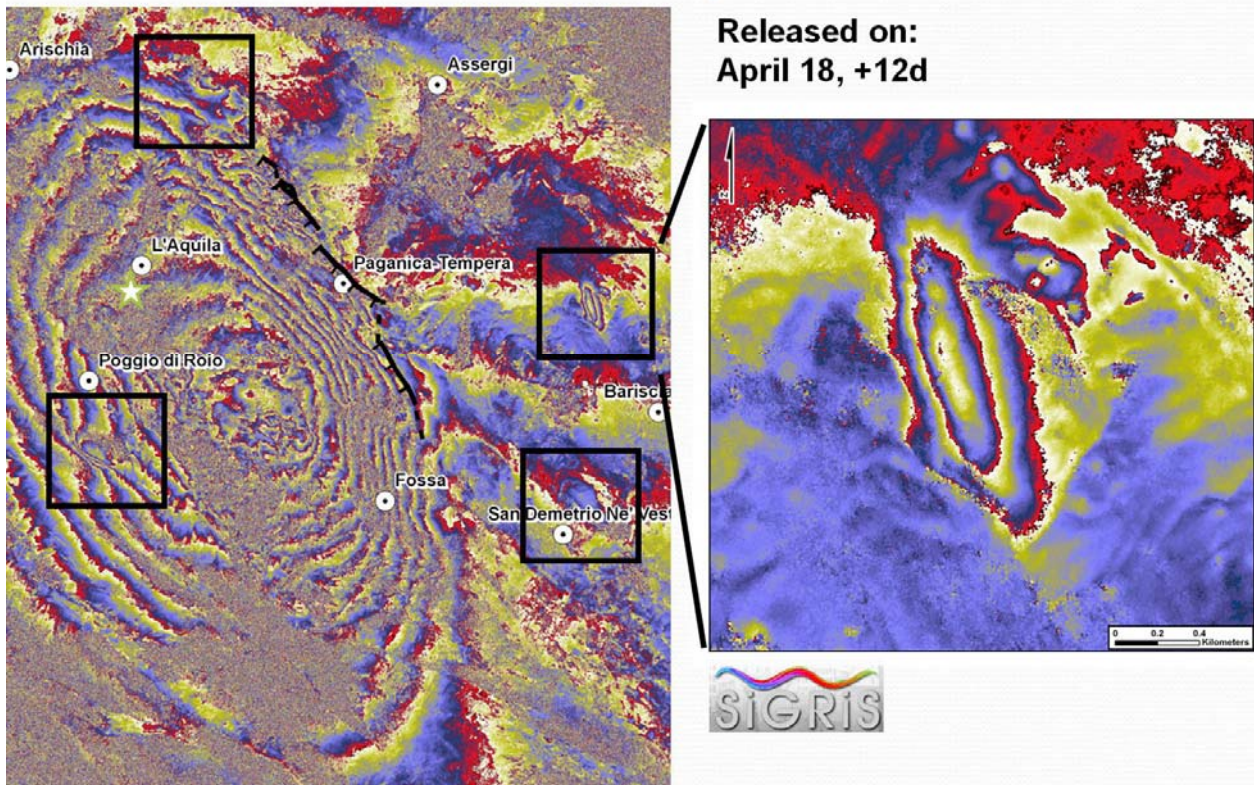 Released on:
April 18, +12d
Arischia
Assergi
L'Aquila
Paganica-Tempera
Poggio di Roio
Bariscia
Fossa
San Demetrio Ne' Vest
0 0.2 0.4
Kilometers
SiGRiS